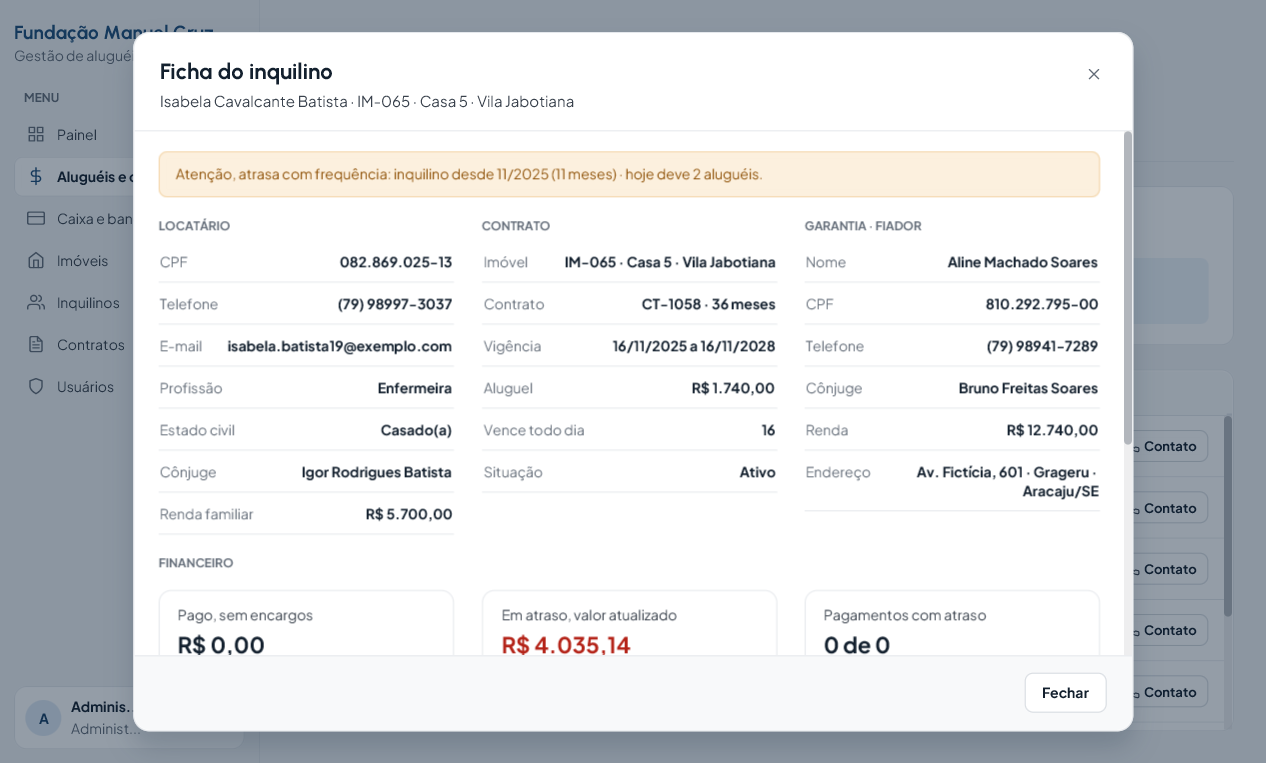 Fundação Manuel Cruz
Gestão de alugué
MENU
Painel
Aluguéis e c
Caixa e ban
Imóveis
Inquilinos
Contratos
Usuários
A
Adminis...
Administ...
Ficha do inquilino
Isabela Cavalcante Batista · IM-065 · Casa 5 · Vila Jabotiana
Atenção, atrasa com frequência: inquilino desde 11/2025 (11 meses) · hoje deve 2 aluguéis.
LOCATÁRIO
CPF 082.869.025-13
Telefone (79) 98997-3037
E-mail isabela.batista19@exemplo.com
Profissão Enfermeira
Estado civil Casado(a)
Cônjuge Igor Rodrigues Batista
Renda familiar R$ 5.700,00
CONTRATO
Imóvel IM-065 · Casa 5 · Vila Jabotiana
Contrato CT-1058 · 36 meses
Vigência 16/11/2025 a 16/11/2028
Aluguel R$ 1.740,00
Vence todo dia 16
Situação Ativo
GARANTIA · FIADOR
Nome Aline Machado Soares
CPF 810.292.795-00
Telefone (79) 98941-7289
Cônjuge Bruno Freitas Soares
Renda R$ 12.740,00
Endereço Av. Fictícia, 601 · Grageru ·
Aracaju/SE
FINANCEIRO
Pago, sem encargos
R$ 0,00
Em atraso, valor atualizado
R$ 4.035,14
Pagamentos com atraso
0 de 0
Fechar
Contato
Contato
Contato
Contato
Contato